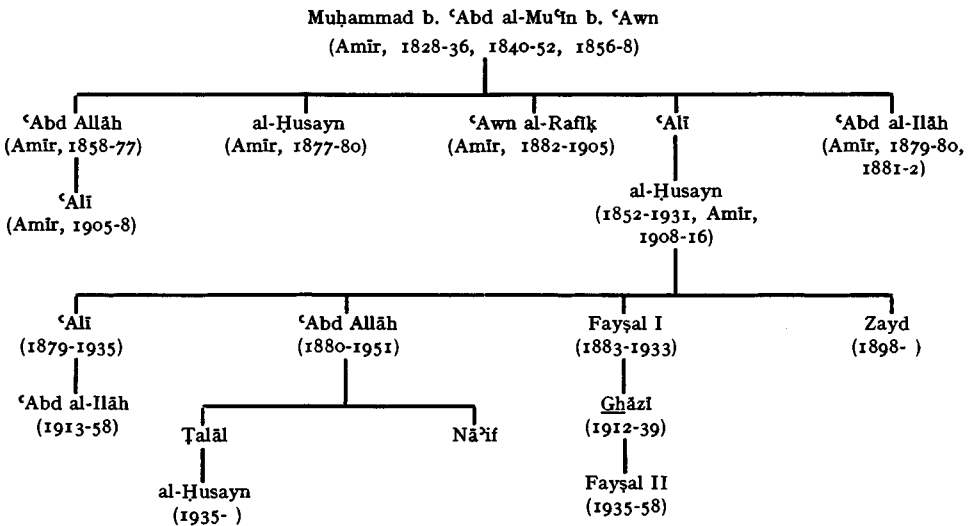 Muḥammad b. ʿAbd al-Muʿīn b. ʿAwn
(Amīr, 1828-36, 1840-52, 1856-8)
ʿAbd Allāh
(Amīr, 1858-77)
al-Ḥusayn
(Amīr, 1877-80)
ʿAwn al-Rafīḳ
(Amīr, 1882-1905)
ʿAlī
ʿAbd al-Ilāh
(Amīr, 1879-80,
1881-2)
ʿAlī
(Amīr, 1905-8)
al-Ḥusayn
(1852-1931, Amīr,
1908-16)
ʿAlī
(1879-1935)
ʿAbd Allāh
(1880-1951)
Fayṣal I
(1883-1933)
Zayd
(1898- )
ʿAbd al-Ilāh
(1913-58)
Ṭalāl
Nāʾif
Ghāzī
(1912-39)
al-Ḥusayn
(1935- )
Fayṣal II
(1935-58)